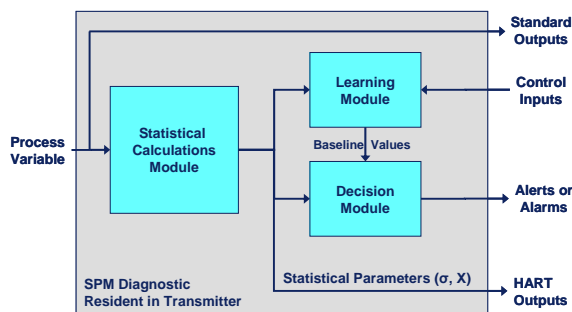 Standard
Outputs
Learning
Module
Control
Inputs
Process
Variable
Statistical
Calculations
Module
Baseline Values
Decision
Module
Alerts or
Alarms
SPM Diagnostic
Resident in Transmitter
Statistical Parameters (σ, X)
HART
Outputs